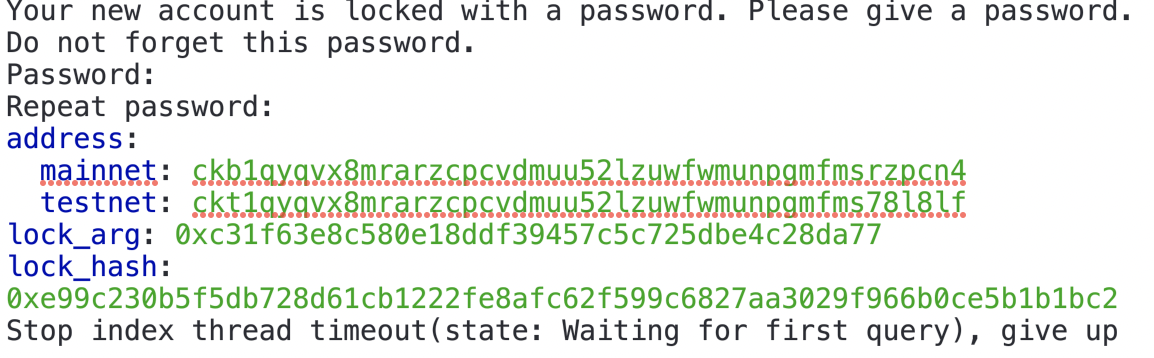 Your new account is locked with a password. Please give a password.
Do not forget this password.
Password:
Repeat password:
address:
mainnet: ckb1qyqvx8mrarzcpcvdmuu52lzuwfwmunpgmfmsrzpcn4
testnet: ckt1qyqvx8mrarzcpcvdmuu52lzuwfwmunpgmfms78l8lf
lock_arg: 0xc31f63e8c580e18ddf39457c5c725dbe4c28da77
lock_hash:
0xe99c230b5f5db728d61cb1222fe8afc62f599c6827aa3029f966b0ce5b1b1bc2
Stop index thread timeout(state: Waiting for first query), give up